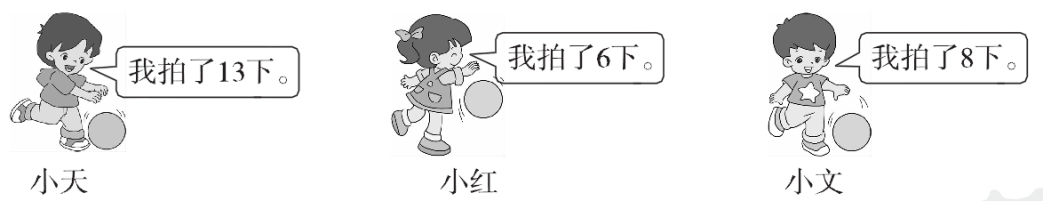 我拍了13下。
我拍了6下。
我拍了8下。
小天
小红
小文